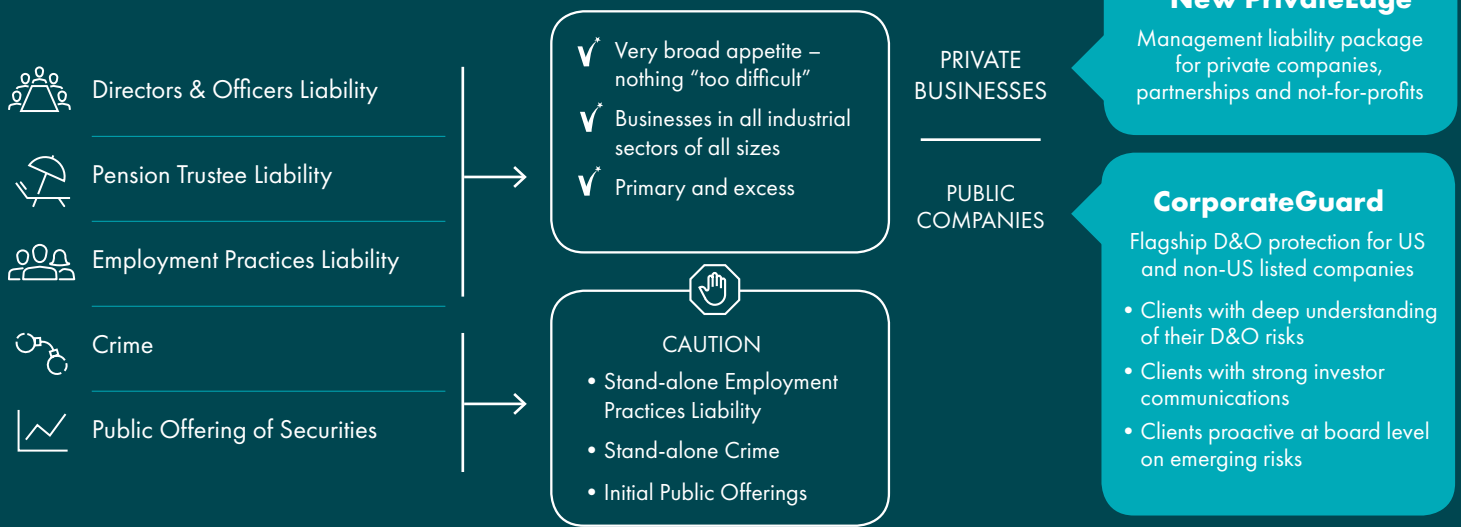 Directors & Officers Liability
Pension Trustee Liability
Employment Practices Liability
Crime
Public Offering of Securities
Very broad appetite –
nothing “too difficult”
Businesses in all industrial
sectors of all sizes
Primary and excess
CAUTION
• Stand-alone Employment
Practices Liability
• Stand-alone Crime
• Initial Public Offerings
PRIVATE
BUSINESSES
PUBLIC
COMPANIES
New PrivateEdge
Management liability package
for private companies,
partnerships and not-for-profits
CorporateGuard
Flagship D&O protection for US
and non-US listed companies
• Clients with deep understanding
of their D&O risks
• Clients with strong investor
communications
• Clients proactive at board level
on emerging risks